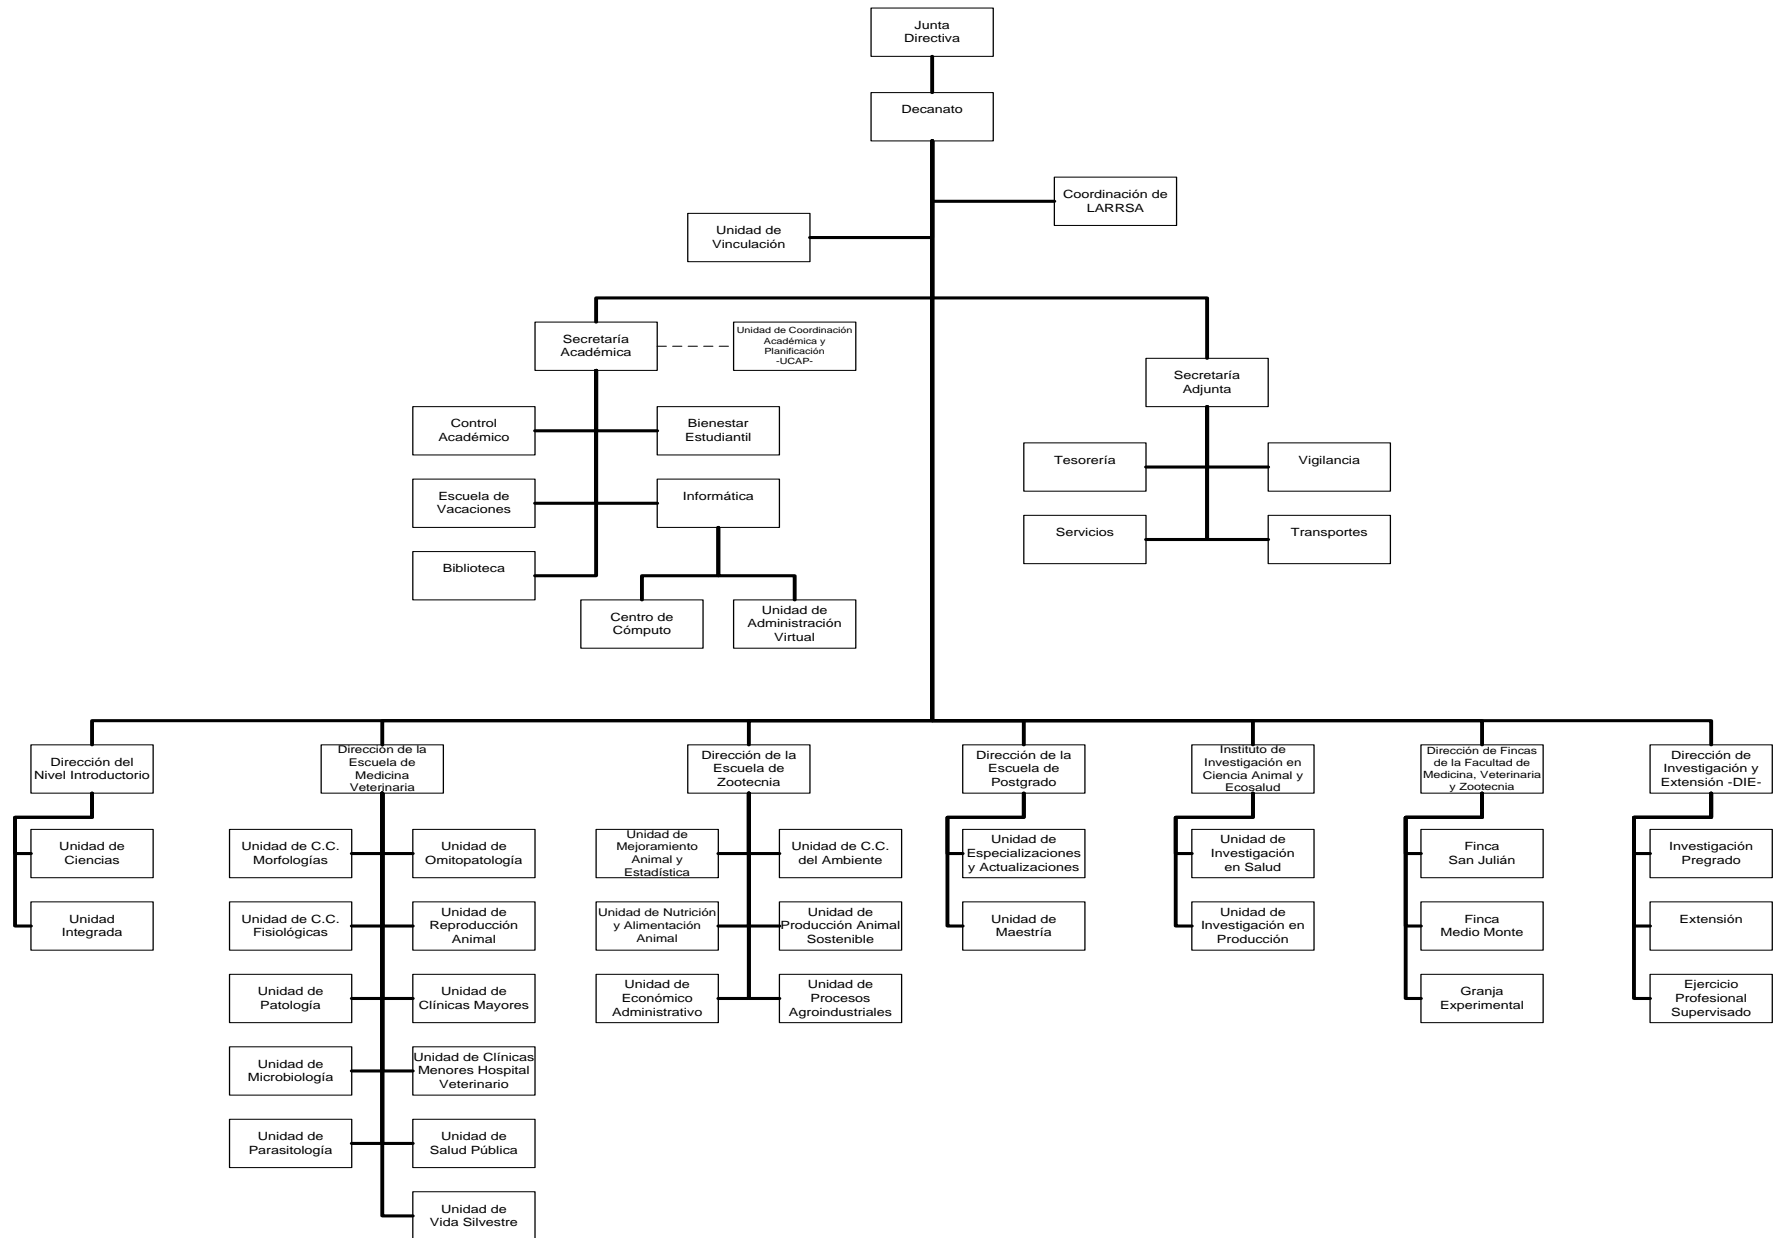 Junta
Directiva
Decanato
Coordinación de
LARRSA
Unidad de
Vinculación
Secretaría
Académica
Unidad de Coordinación
Académica y
Planificación
-UCAP-
Secretaría
Adjunta
Control
Académico
Bienestar
Estudiantil
Tesorería
Vigilancia
Escuela de
Vacaciones
Informática
Servicios
Transportes
Biblioteca
Centro de
Cómputo
Unidad de
Administración
Virtual
Dirección del
Nivel Introductorio
Dirección de la
Escuela de
Medicina
Veterinaria
Dirección de la
Escuela de
Zootecnia
Dirección de la
Escuela de
Postgrado
Instituto de
Investigación en
Ciencia Animal y
Ecosalud
Dirección de Fincas
de la Facultad de
Medicina, Veterinaria
y Zootecnia
Dirección de
Investigación y
Extensión -DIE-
Unidad de
Ciencias
Unidad de C.C.
Morfologías
Unidad de
Omitopatología
Unidad de
Mejoramiento
Animal y
Estadística
Unidad de C.C.
del Ambiente
Unidad de
Especializaciones
y Actualizaciones
Unidad de
Investigación
en Salud
Finca
San Julián
Investigación
Pregrado
Unidad
Integrada
Unidad de C.C.
Fisiológicas
Unidad de
Reproducción
Animal
Unidad de Nutrición
y Alimentación
Animal
Unidad de
Producción Animal
Sostenible
Unidad de
Maestría
Unidad de
Investigación en
Producción
Finca
Medio Monte
Extensión
Unidad de
Patología
Unidad de
Clínicas Mayores
Unidad de
Económico
Administrativo
Unidad de
Procesos
Agroindustriales
Granja
Experimental
Ejercicio
Profesional
Supervisado
Unidad de
Microbiología
Unidad de Clínicas
Menores Hospital
Veterinario
Unidad de
Parasitología
Unidad de
Salud Pública
Unidad de
Vida Silvestre